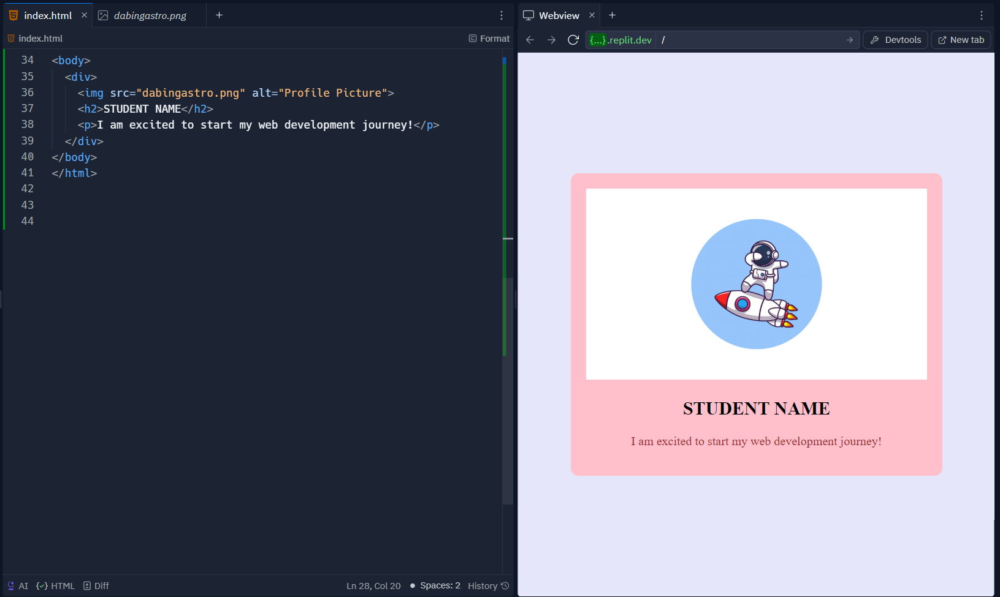 index.html
dabingastro.png
index.html
Format
34 <body>
35 <div>
36 <img src="dabingastro.png" alt="Profile Picture">
37 <h2>STUDENT NAME</h2>
38 <p>I am excited to start my web development journey!</p>
39 </div>
40 </body>
41 </html>
42
43
44
AI HTML Diff
Ln 28, Col 20 Spaces: 2 History
Webview
{...}.replit.dev /
Devtools
New tab
STUDENT NAME
I am excited to start my web development journey!